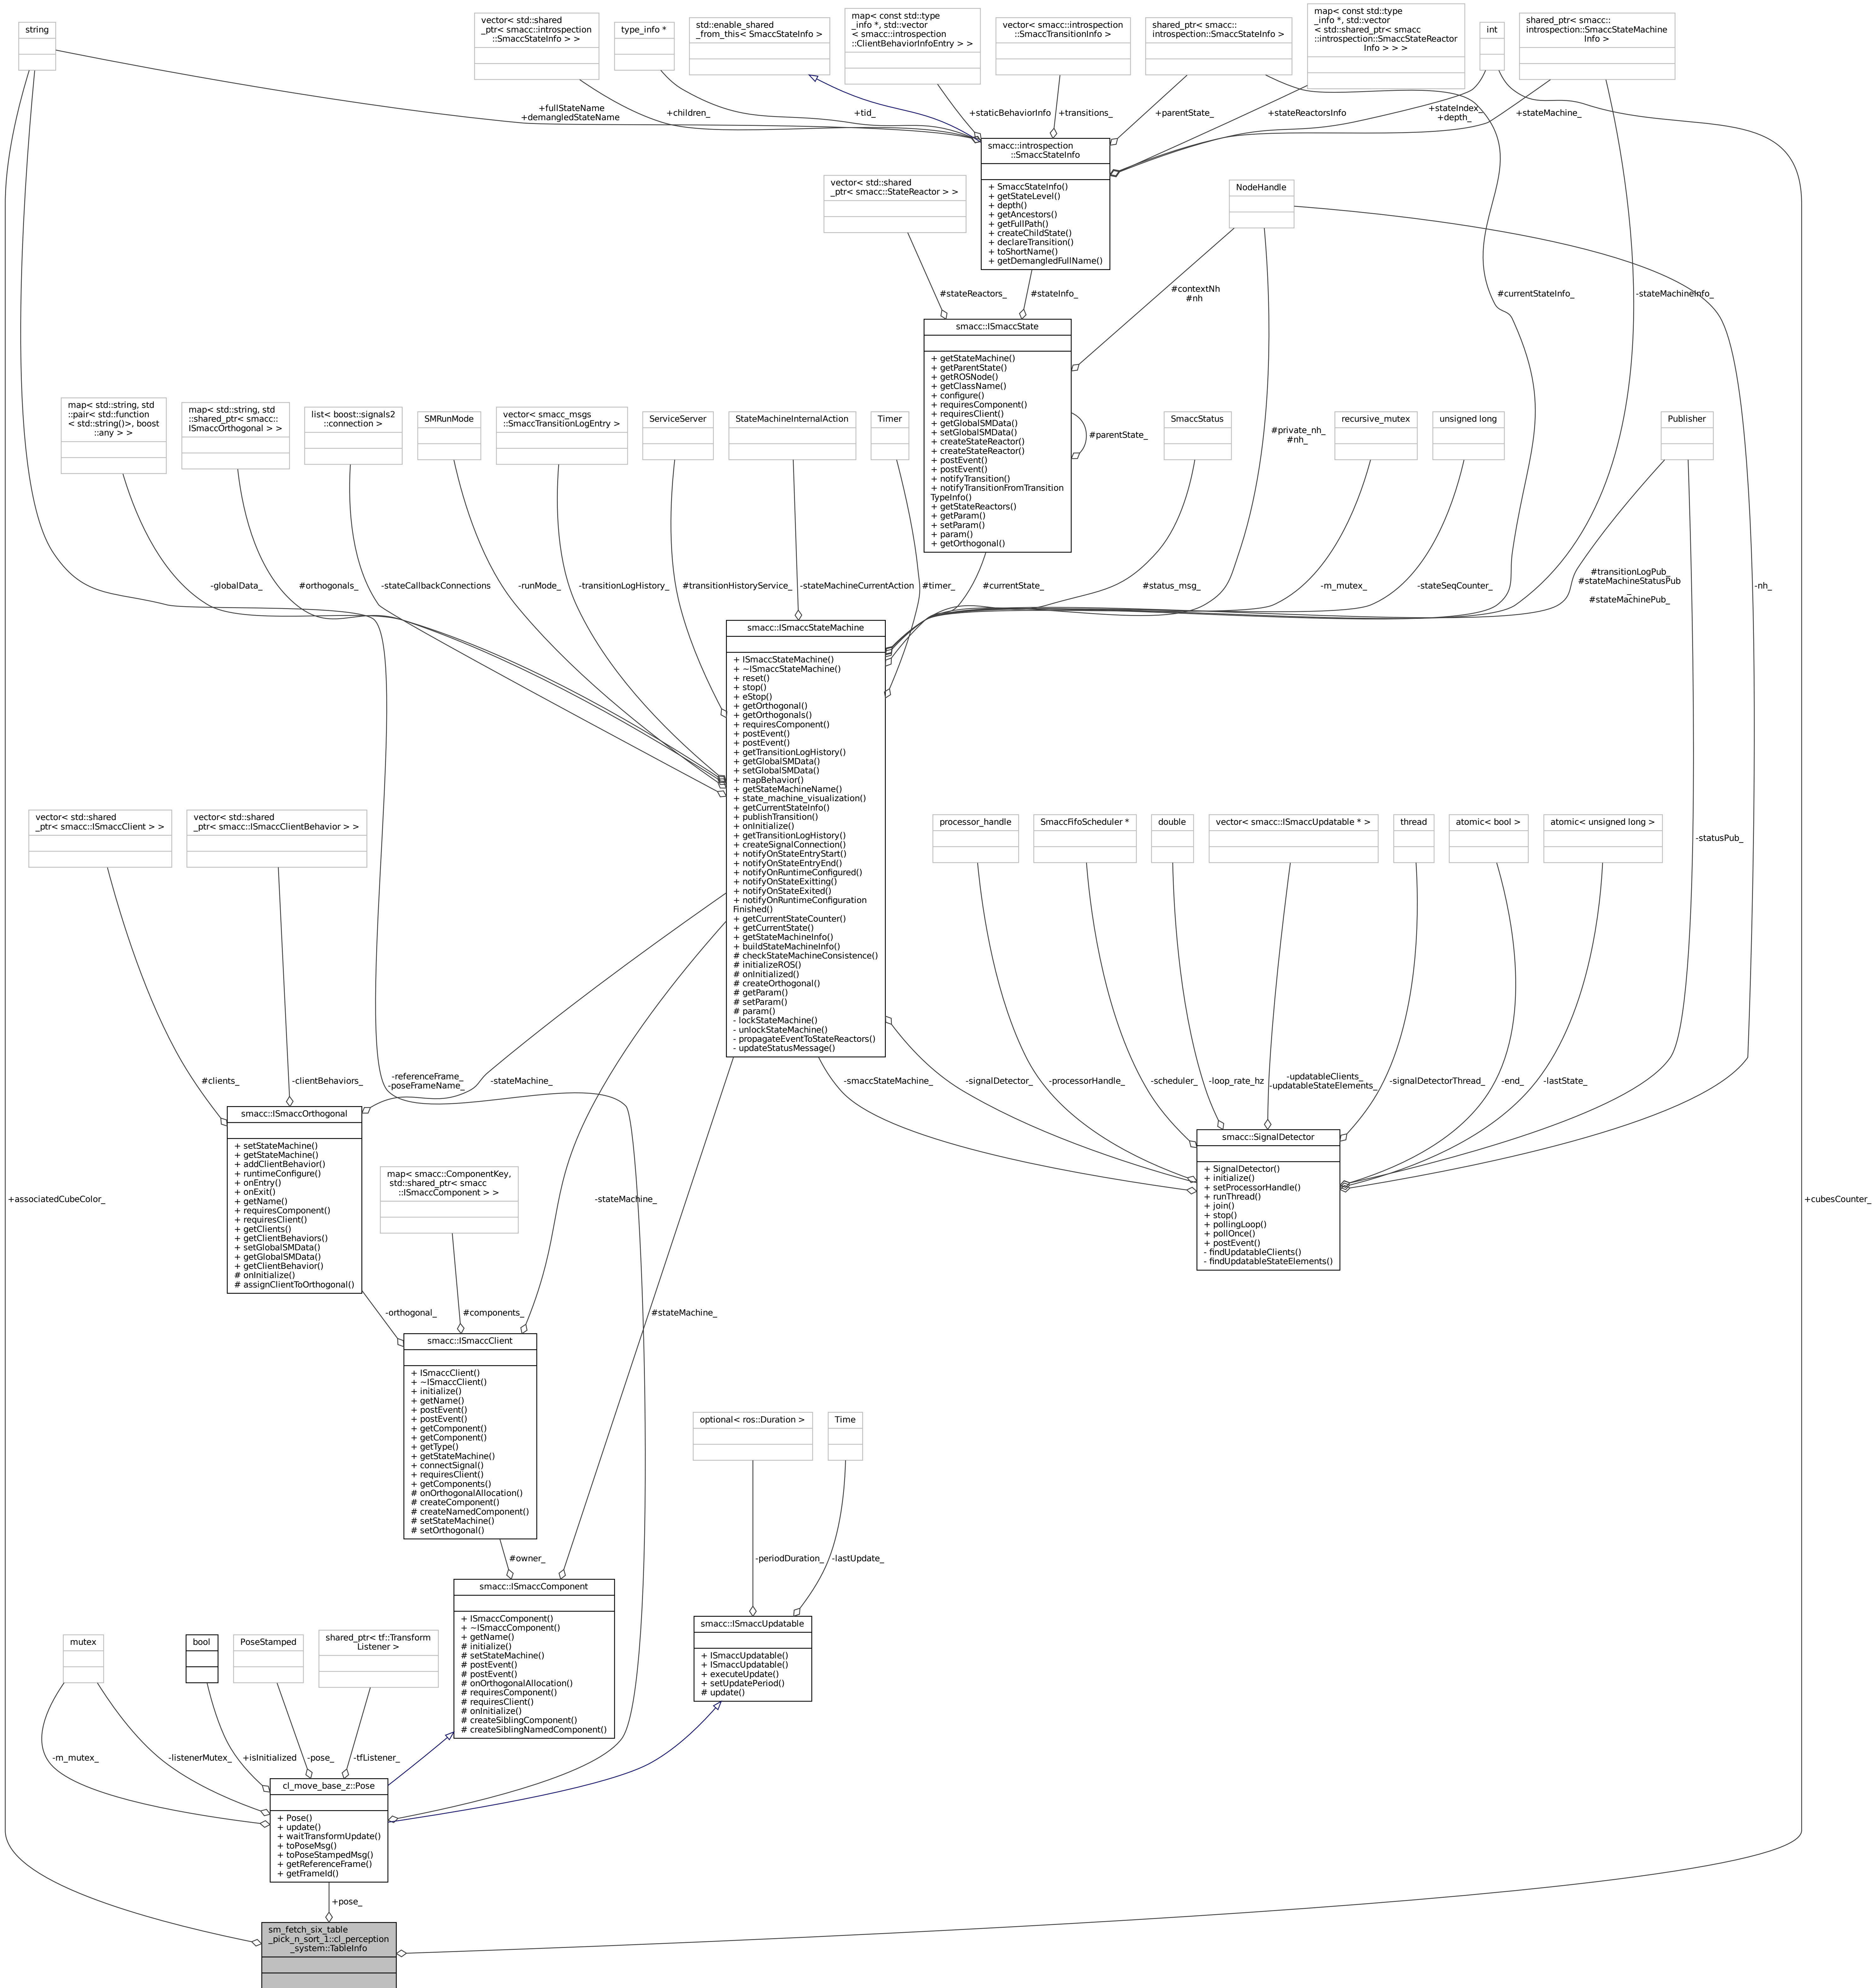 string
vector< std::shared
_ptr< smacc::introspection
::SmaccStateInfo > >
type_info *
std::enable_shared
_from_this< SmaccStateInfo >
map< const std::type
_info *, std::vector
< smacc::introspection
::ClientBehaviorInfoEntry > >
vector< smacc::introspection
::SmaccTransitionInfo >
shared_ptr< smacc::
introspection::SmaccStateInfo >
map< const std::type
_info *, std::vector
< std::shared_ptr< smacc
::introspection::SmaccStateReactor
Info > > >
int
shared_ptr< smacc::
introspection::SmaccStateMachine
Info >
+fullStateName
+demangledStateName
+children_
+tid_
+staticBehaviorInfo
+transitions_
+parentState_
+stateReactorsInfo
+stateIndex_
+depth_
+stateMachine_
smacc::introspection
::SmaccStateInfo
+ SmaccStateInfo()
+ getStateLevel()
+ depth()
+ getAncestors()
+ getFullPath()
+ createChildState()
+ declareTransition()
+ toShortName()
+ getDemangledFullName()
vector< std::shared
_ptr< smacc::StateReactor > >
NodeHandle
#stateReactors_
#stateInfo_
#contextNh
#nh
#currentStateInfo_
-stateMachineInfo_
smacc::ISmaccState
+ getStateMachine()
+ getParentState()
+ getROSNode()
+ getClassName()
+ configure()
+ requiresComponent()
+ requiresClient()
+ getGlobalSMData()
+ setGlobalSMData()
+ createStateReactor()
+ createStateReactor()
+ postEvent()
+ postEvent()
+ notifyTransition()
+ notifyTransitionFromTransition
TypeInfo()
+ getStateReactors()
+ getParam()
+ setParam()
+ param()
+ getOrthogonal()
#parentState_
#private_nh_
#nh_
map< std::string, std
::pair< std::function
< std::string()>, boost
::any > >
map< std::string, std
::shared_ptr< smacc::
ISmaccOrthogonal > >
list< boost::signals2
::connection >
SMRunMode
vector< smacc_msgs
::SmaccTransitionLogEntry >
ServiceServer
StateMachineInternalAction
Timer
SmaccStatus
recursive_mutex
unsigned long
Publisher
-globalData_
#orthogonals_
-stateCallbackConnections
-runMode_
-transitionLogHistory_
#transitionHistoryService_
-stateMachineCurrentAction
#timer_
#currentState_
#status_msg_
-m_mutex_
-stateSeqCounter_
#transitionLogPub_
#stateMachineStatusPub
_
#stateMachinePub_
-nh_
smacc::ISmaccStateMachine
+ ISmaccStateMachine()
+ ~ISmaccStateMachine()
+ reset()
+ stop()
+ eStop()
+ getOrthogonal()
+ getOrthogonals()
+ requiresComponent()
+ postEvent()
+ postEvent()
+ getTransitionLogHistory()
+ getGlobalSMData()
+ setGlobalSMData()
+ mapBehavior()
+ getStateMachineName()
+ state_machine_visualization()
+ getCurrentStateInfo()
+ publishTransition()
+ onInitialize()
+ getTransitionLogHistory()
+ createSignalConnection()
+ notifyOnStateEntryStart()
+ notifyOnStateEntryEnd()
+ notifyOnRuntimeConfigured()
+ notifyOnStateExitting()
+ notifyOnStateExited()
+ notifyOnRuntimeConfiguration
Finished()
+ getCurrentStateCounter()
+ getCurrentState()
+ getStateMachineInfo()
+ buildStateMachineInfo()
# checkStateMachineConsistence()
# initializeROS()
# onInitialized()
# createOrthogonal()
# getParam()
# setParam()
# param()
- lockStateMachine()
- unlockStateMachine()
- propagateEventToStateReactors()
- updateStatusMessage()
vector< std::shared
_ptr< smacc::ISmaccClient > >
vector< std::shared
_ptr< smacc::ISmaccClientBehavior > >
processor_handle
SmaccFifoScheduler *
double
vector< smacc::ISmaccUpdatable * >
thread
atomic< bool >
atomic< unsigned long >
-statusPub_
#clients_
-clientBehaviors_
-referenceFrame_
-poseFrameName_
-stateMachine_
-smaccStateMachine_
-signalDetector_
-processorHandle_
-scheduler_
-loop_rate_hz
-updatableClients_
-updatableStateElements_
-signalDetectorThread_
-end_
-lastState_
smacc::ISmaccOrthogonal
+ setStateMachine()
+ getStateMachine()
+ addClientBehavior()
+ runtimeConfigure()
+ onEntry()
+ onExit()
+ getName()
+ requiresComponent()
+ requiresClient()
+ getClients()
+ getClientBehaviors()
+ setGlobalSMData()
+ getGlobalSMData()
+ getClientBehavior()
# onInitialize()
# assignClientToOrthogonal()
smacc::SignalDetector
+ SignalDetector()
+ initialize()
+ setProcessorHandle()
+ runThread()
+ join()
+ stop()
+ pollingLoop()
+ pollOnce()
+ postEvent()
- findUpdatableClients()
- findUpdatableStateElements()
map< smacc::ComponentKey,
std::shared_ptr< smacc
::ISmaccComponent > >
+associatedCubeColor_
-stateMachine_
+cubesCounter_
-orthogonal_
#components_
#stateMachine_
smacc::ISmaccClient
+ ISmaccClient()
+ ~ISmaccClient()
+ initialize()
+ getName()
+ postEvent()
+ postEvent()
+ getComponent()
+ getComponent()
+ getType()
+ getStateMachine()
+ connectSignal()
+ requiresClient()
+ getComponents()
# onOrthogonalAllocation()
# createComponent()
# createNamedComponent()
# setStateMachine()
# setOrthogonal()
optional< ros::Duration >
Time
#owner_
-periodDuration_
-lastUpdate_
smacc::ISmaccComponent
+ ISmaccComponent()
+ ~ISmaccComponent()
+ getName()
# initialize()
# setStateMachine()
# postEvent()
# postEvent()
# onOrthogonalAllocation()
# requiresComponent()
# requiresClient()
# onInitialize()
# createSiblingComponent()
# createSiblingNamedComponent()
smacc::ISmaccUpdatable
+ ISmaccUpdatable()
+ ISmaccUpdatable()
+ executeUpdate()
+ setUpdatePeriod()
# update()
mutex
bool
PoseStamped
shared_ptr< tf::Transform
Listener >
-m_mutex_
-listenerMutex_
+isInitialized
-pose_
-tfListener_
cl_move_base_z::Pose
+ Pose()
+ update()
+ waitTransformUpdate()
+ toPoseMsg()
+ toPoseStampedMsg()
+ getReferenceFrame()
+ getFrameId()
+pose_
sm_fetch_six_table
_pick_n_sort_1::cl_perception
_system::TableInfo